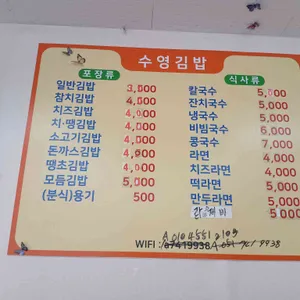 수영김밥
포장류
일반김밥 3,000
참치김밥 4,000
치즈김밥 4,000
치·땡김밥 4,000
소고기김밥 4,000
돈까스김밥 4,900
땡초김밥 4,000
모듬김밥 5,000
(분식)용기 500
식사류
칼국수 5,000
잔치국수 5,000
냉국수 5,000
비빔국수 6,000
콩국수 7,000
라면 4,000
치즈라면 4,000
떡라면 5,000
만두라면 5,000
5,000
WIFI :